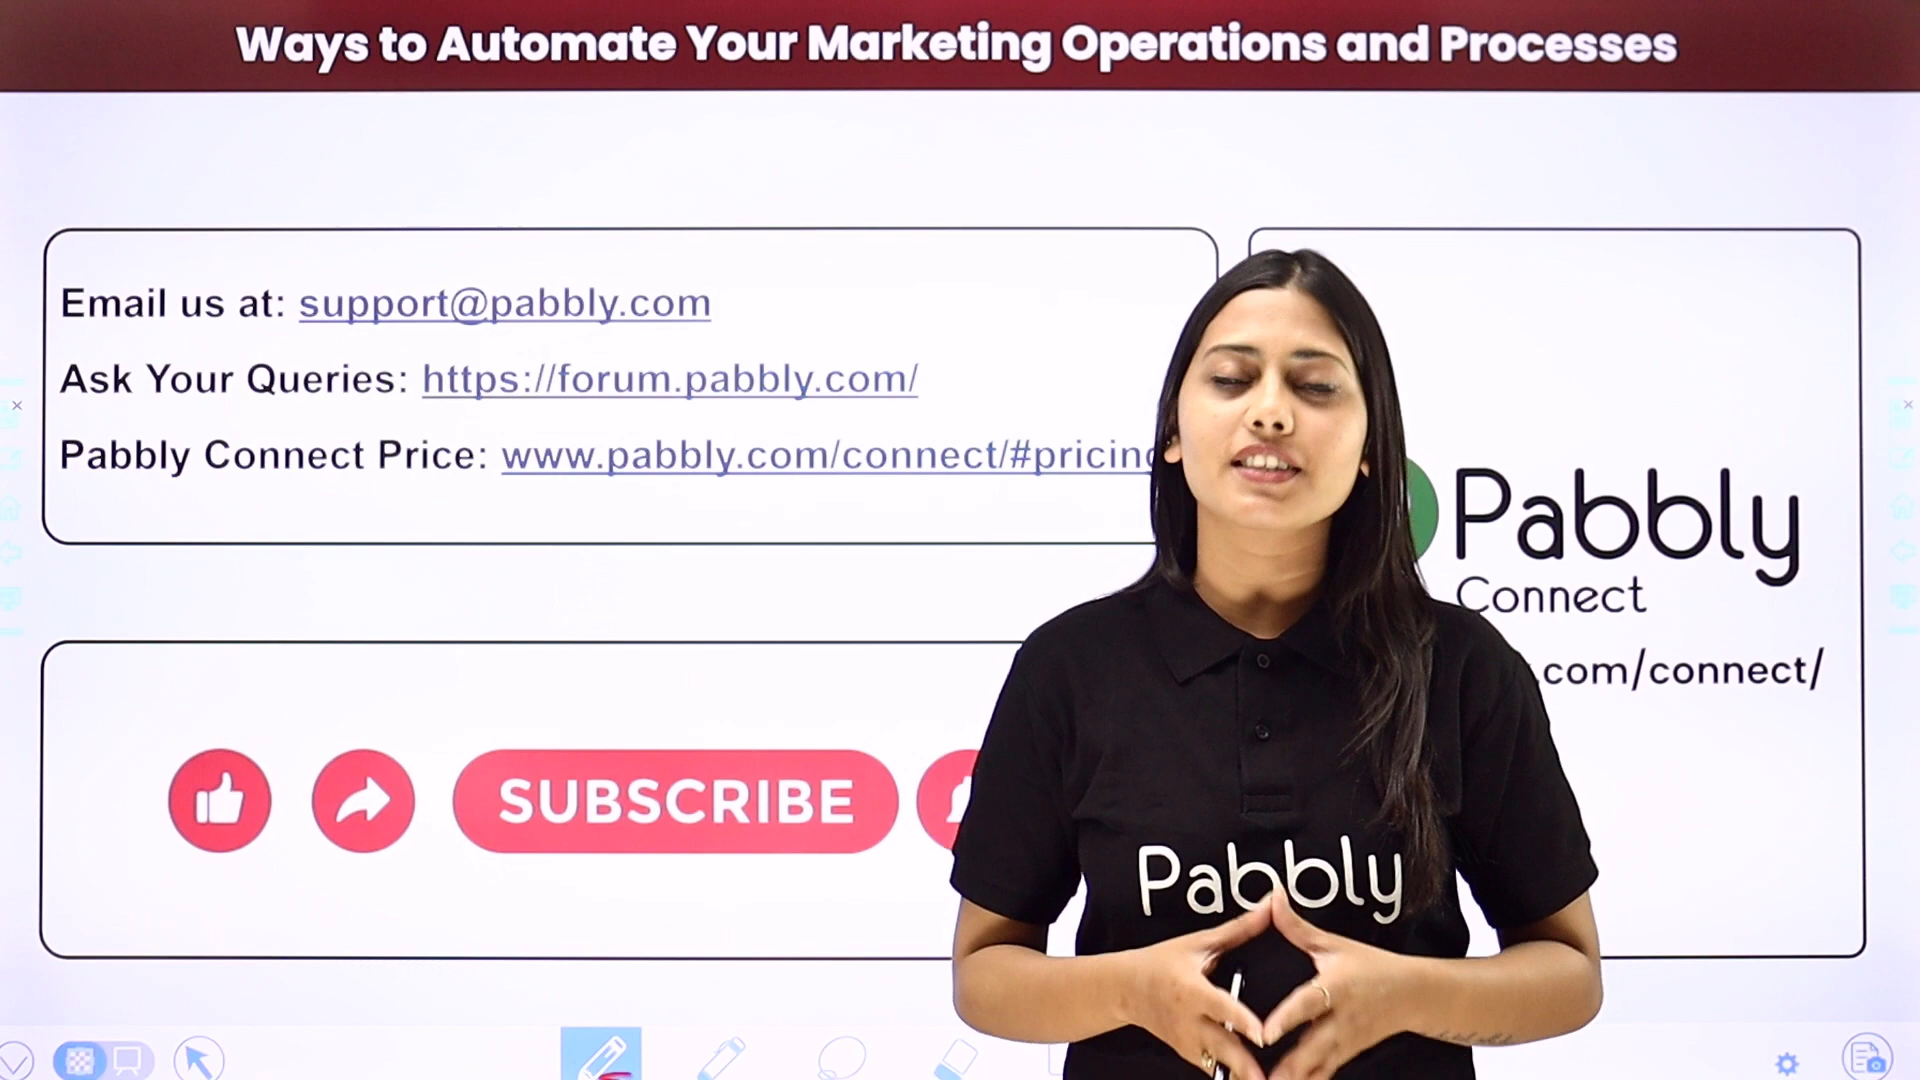 Ways to Automate Your Marketing Operations and Processes
Email us at: support@pabbly.com
Ask Your Queries: https://forum.pabbly.com/
Pabbly Connect Price: www.pabbly.com/connect/#pricing
Pabbly
Connect
.com/connect/
SUBSCRIBE
Pabbly